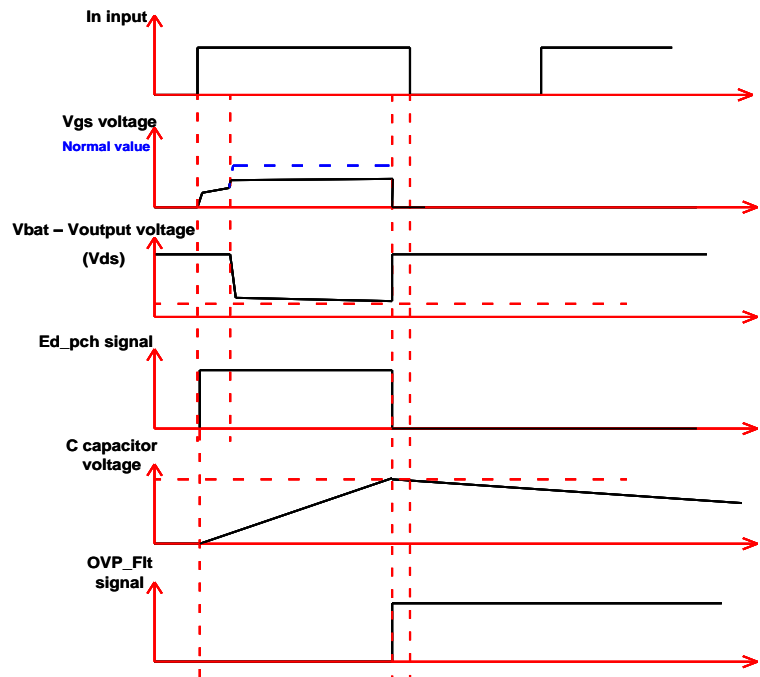 In input
Vgs voltage
Normal value
Vbat – Voutput voltage
(Vds)
Ed_pch signal
C capacitor
voltage
OVP_Flt
signal